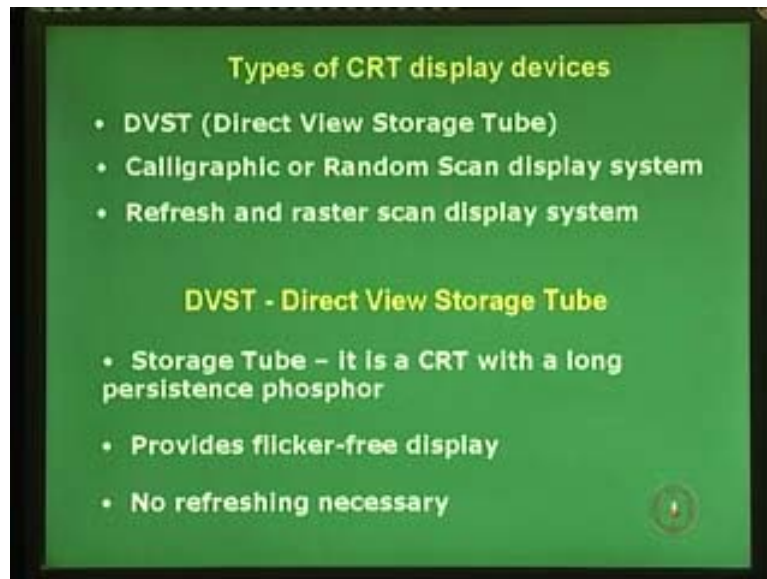 Types of CRT display devices
• DVST (Direct View Storage Tube)
• Calligraphic or Random Scan display system
• Refresh and raster scan display system
DVST - Direct View Storage Tube
• Storage Tube – it is a CRT with a long
persistence phosphor
• Provides flicker-free display
• No refreshing necessary